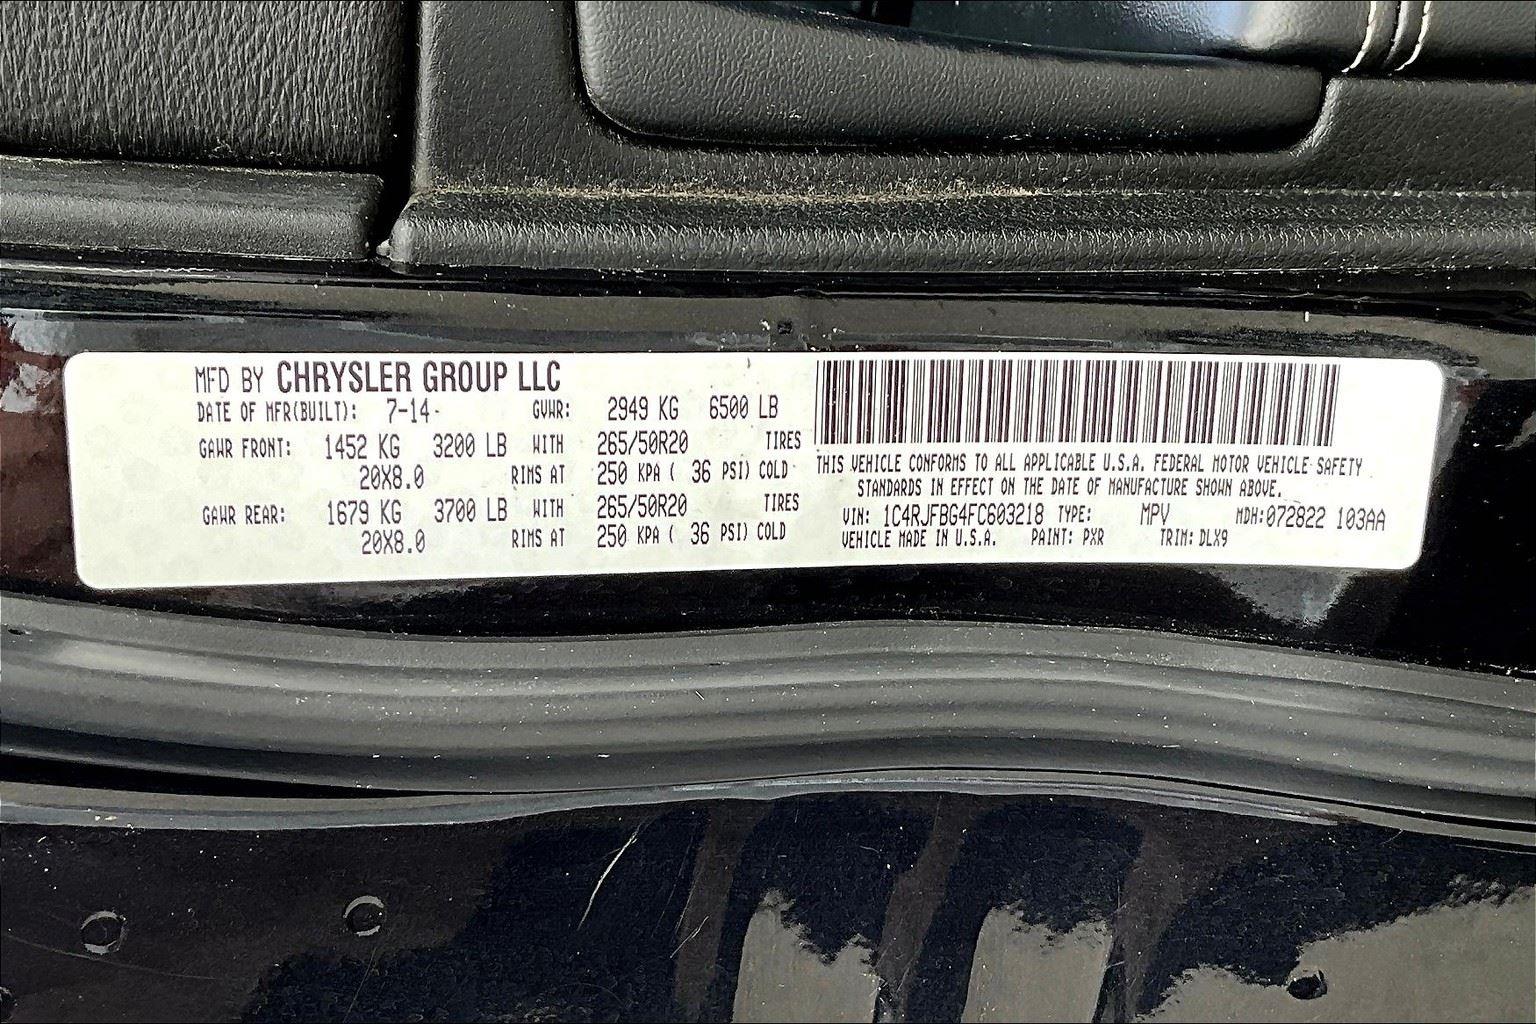 MFD BY CHRYSLER GROUP LLC
DATE OF MFR(BUILT): 7-14 GVWR: 2949 KG 6500 LB
GAWR FRONT: 1452 KG 3200 LB WITH 265/50R20 TIRES
20X8.0 RIMS AT 250 KPA ( 36 PSI) COLD
GAWR REAR: 1679 KG 3700 LB WITH 265/50R20 TIRES
20X8.0 RIMS AT 250 KPA ( 36 PSI) COLD
THIS VEHICLE CONFORMS TO ALL APPLICABLE U.S.A. FEDERAL MOTOR VEHICLE SAFETY
STANDARDS IN EFFECT ON THE DATE OF MANUFACTURE SHOWN ABOVE.
VIN: 1C4RJFBG4FC603218 TYPE: MPV MDH:072822 103AA
VEHICLE MADE IN U.S.A. PAINT: PXR TRIM: DLX9